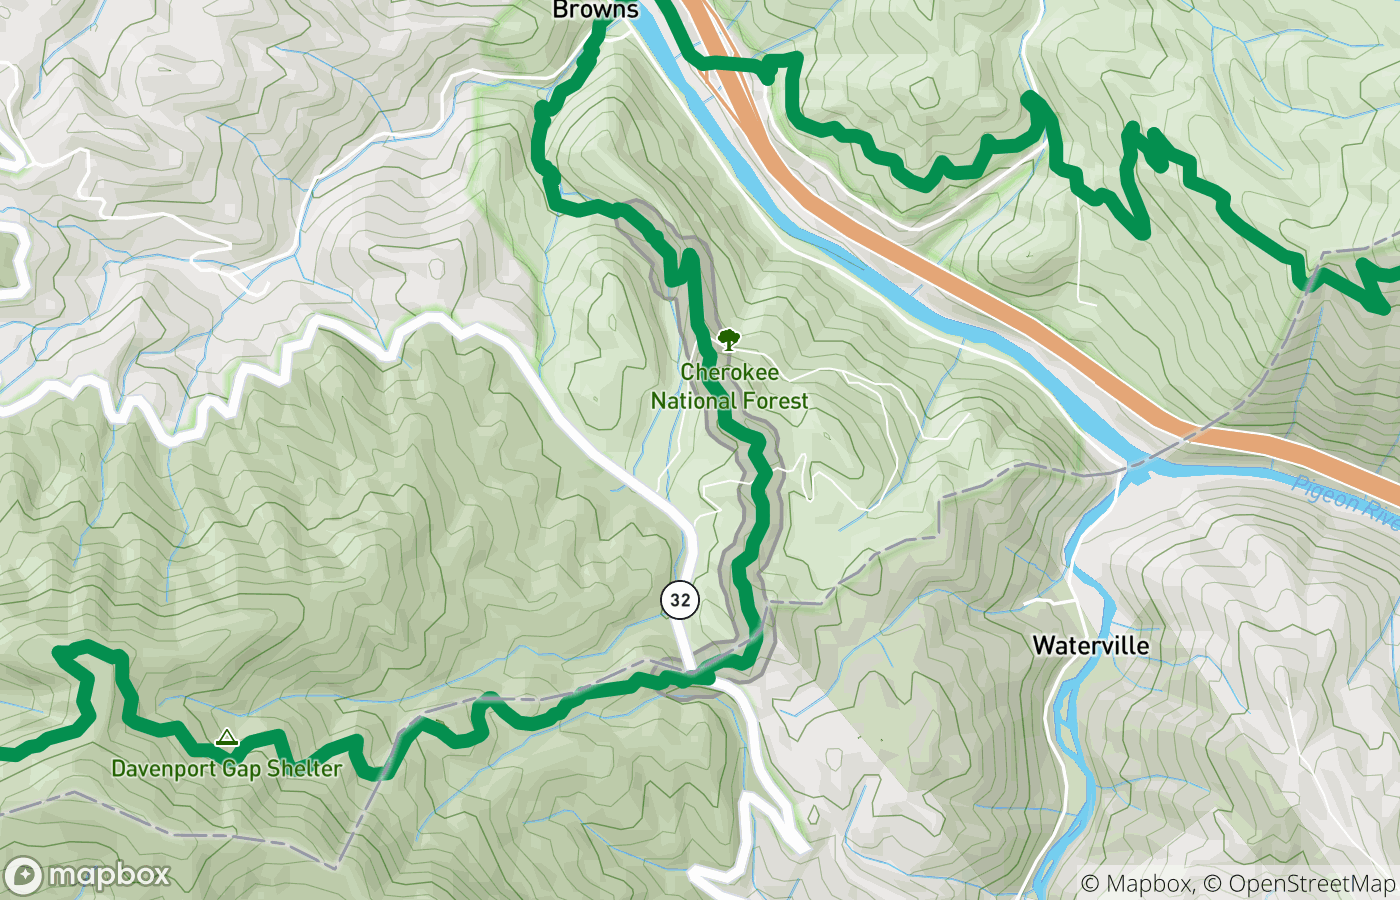 Browns
Cherokee
National Forest
Pigeon Rive
32
Waterville
Davenport Gap Shelter
mapbox
© Mapbox, © OpenStreetMap